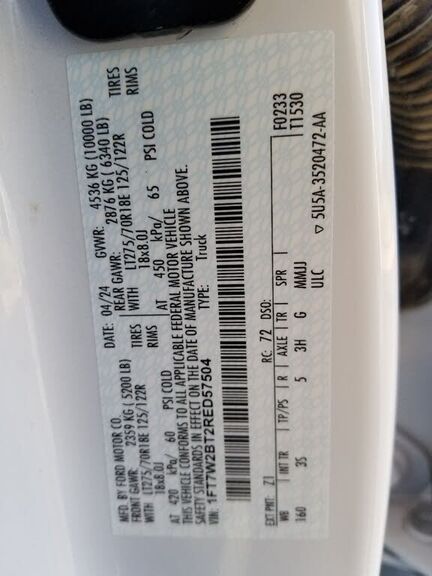 MFD. BY FORD MOTOR CO.
DATE: 04/24 GVWR: 4536 KG (10000 LB)
FRONT GAWR: 2359 KG (5200 LB) REAR GAWR: 2876 KG (6340 LB)
WITH LT275/70R18E 125/122R TIRES WITH LT275/70R18E 125/122R TIRES
18x8.0J RIMS 18x8.0J RIMS
AT 420 kPa/ 60 PSI COLD AT 450 kPa/ 65 PSI COLD
THIS VEHICLE CONFORMS TO ALL APPLICABLE FEDERAL MOTOR VEHICLE
SAFETY STANDARDS IN EFFECT ON THE DATE OF MANUFACTURE SHOWN ABOVE.
VIN: 1FT7W2BT2RED57504 TYPE: Truck
F0233
T1530
EXT PNT: Z1 RC: 72 DSO:
WB INT TR TP/PS R AXLE TR SPR
160 3S 5 3H G MMJJ
ULC
▽ 5U5A-3520472-AA